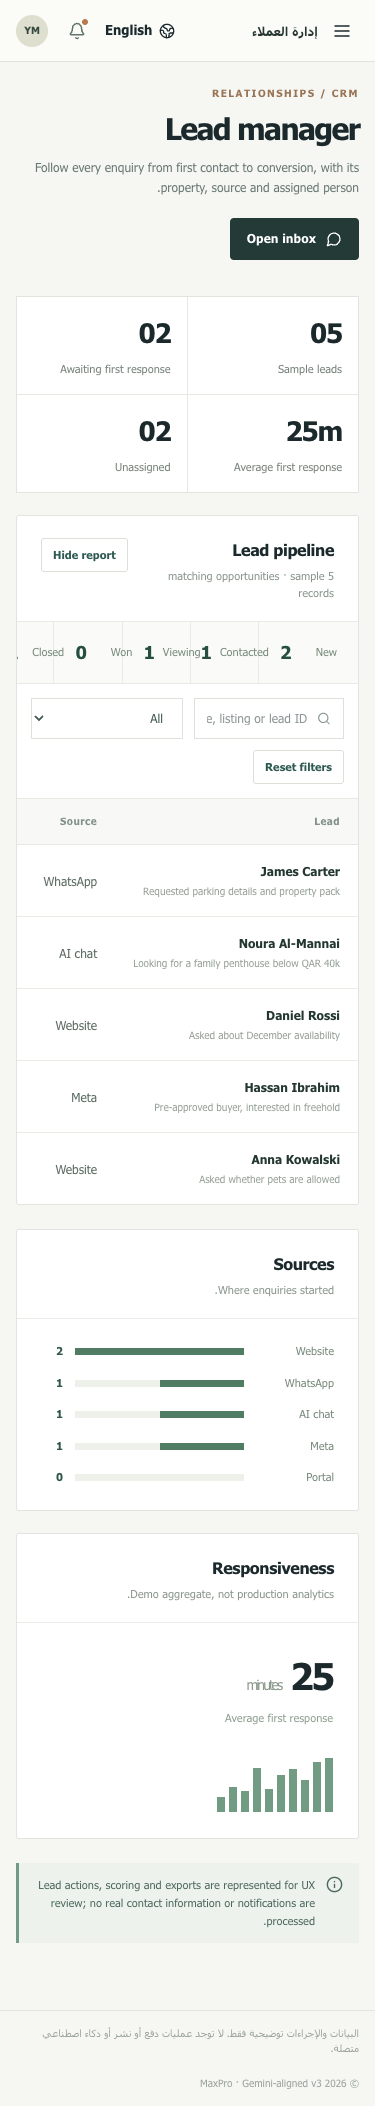 إدارة العملاء
English
YM
RELATIONSHIPS / CRM
Lead manager
Follow every enquiry from first contact to conversion, with its
property, source and assigned person.
Open inbox
05
Sample leads
02
Awaiting first response
25m
Average first response
02
Unassigned
Lead pipeline
Hide report
matching opportunities · sample 5
records
New
2
Contacted
1
Viewing
1
Won
0
Closed
e, listing or lead ID
All
Reset filters
Lead
Source
James Carter
Requested parking details and property pack
WhatsApp
Noura Al-Mannai
Looking for a family penthouse below QAR 40k
AI chat
Daniel Rossi
Asked about December availability
Website
Hassan Ibrahim
Pre-approved buyer, interested in freehold
Meta
Anna Kowalski
Asked whether pets are allowed
Website
Sources
Where enquiries started.
Website
2
WhatsApp
1
AI chat
1
Meta
1
Portal
0
Responsiveness
Demo aggregate, not production analytics.
25 minutes
Average first response
Lead actions, scoring and exports are represented for UX
review; no real contact information or notifications are
processed.
البيانات والإجراءات توضيحية فقط. لا توجد عمليات دفع أو نشر أو ذكاء اصطناعي
متصلة.
© 2026 MaxPro · Gemini-aligned v3